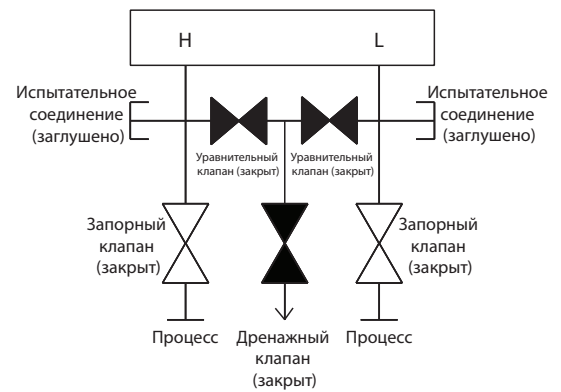 H
L
Испытательное
соединение
(заглушено)
Испытательное
соединение
(заглушено)
Уравнительный
клапан (закрыт)
Уравнительный
клапан (закрыт)
Запорный
клапан
(закрыт)
Запорный
клапан
(закрыт)
Процесс
Дренажный
клапан
(закрыт)
Процесс